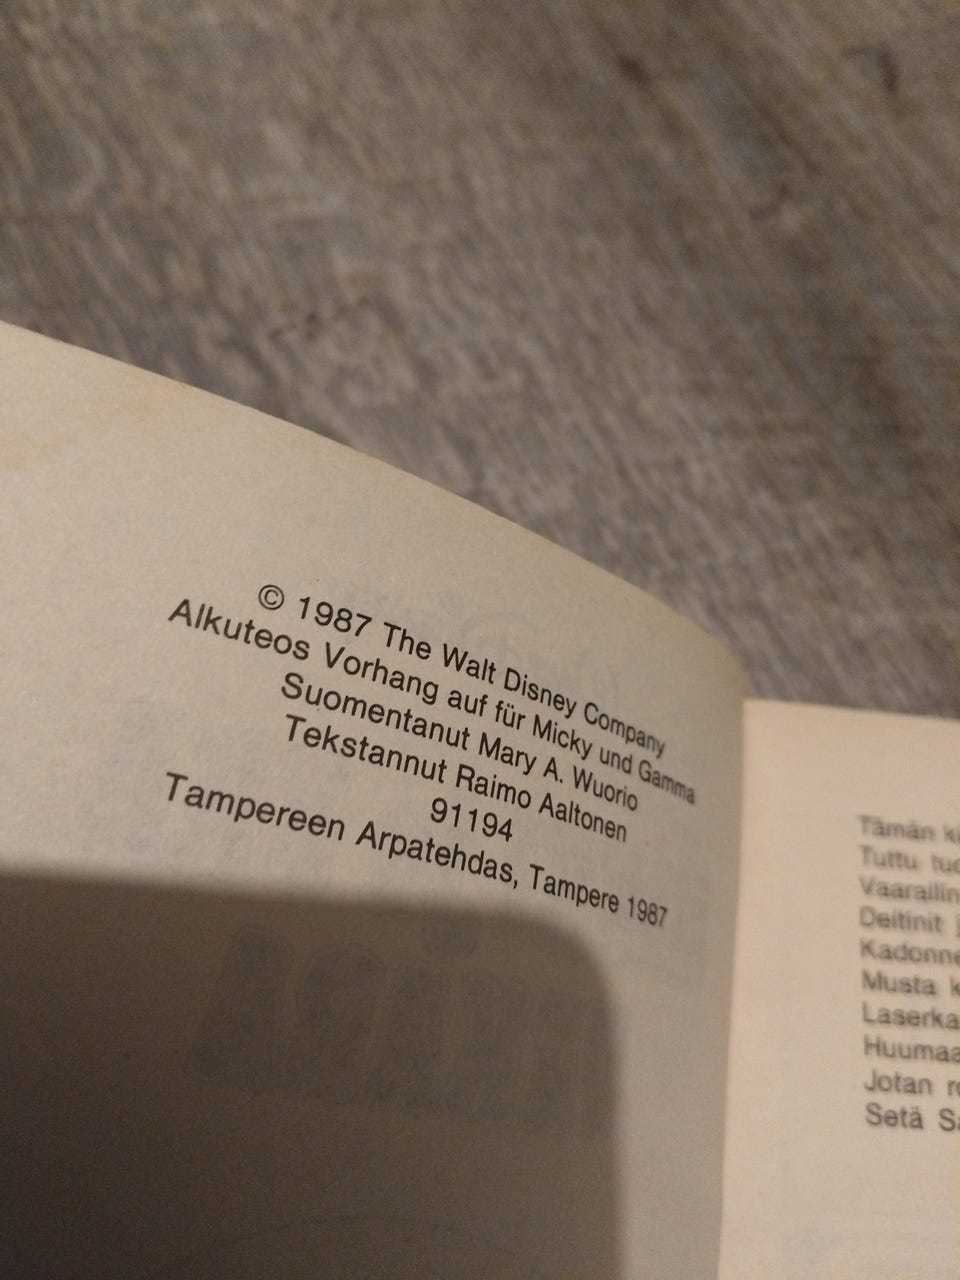 © 1987 The Walt Disney Company
Alkuteos Vorhang auf für Micky und Gamma
Suomentanut Mary A. Wuorio
Tekstannut Raimo Aaltonen
91194
Tampereen Arpatehdas, Tampere 1987
Tämän
Tuttu
Deitinit
Musta
Jotan
Setä